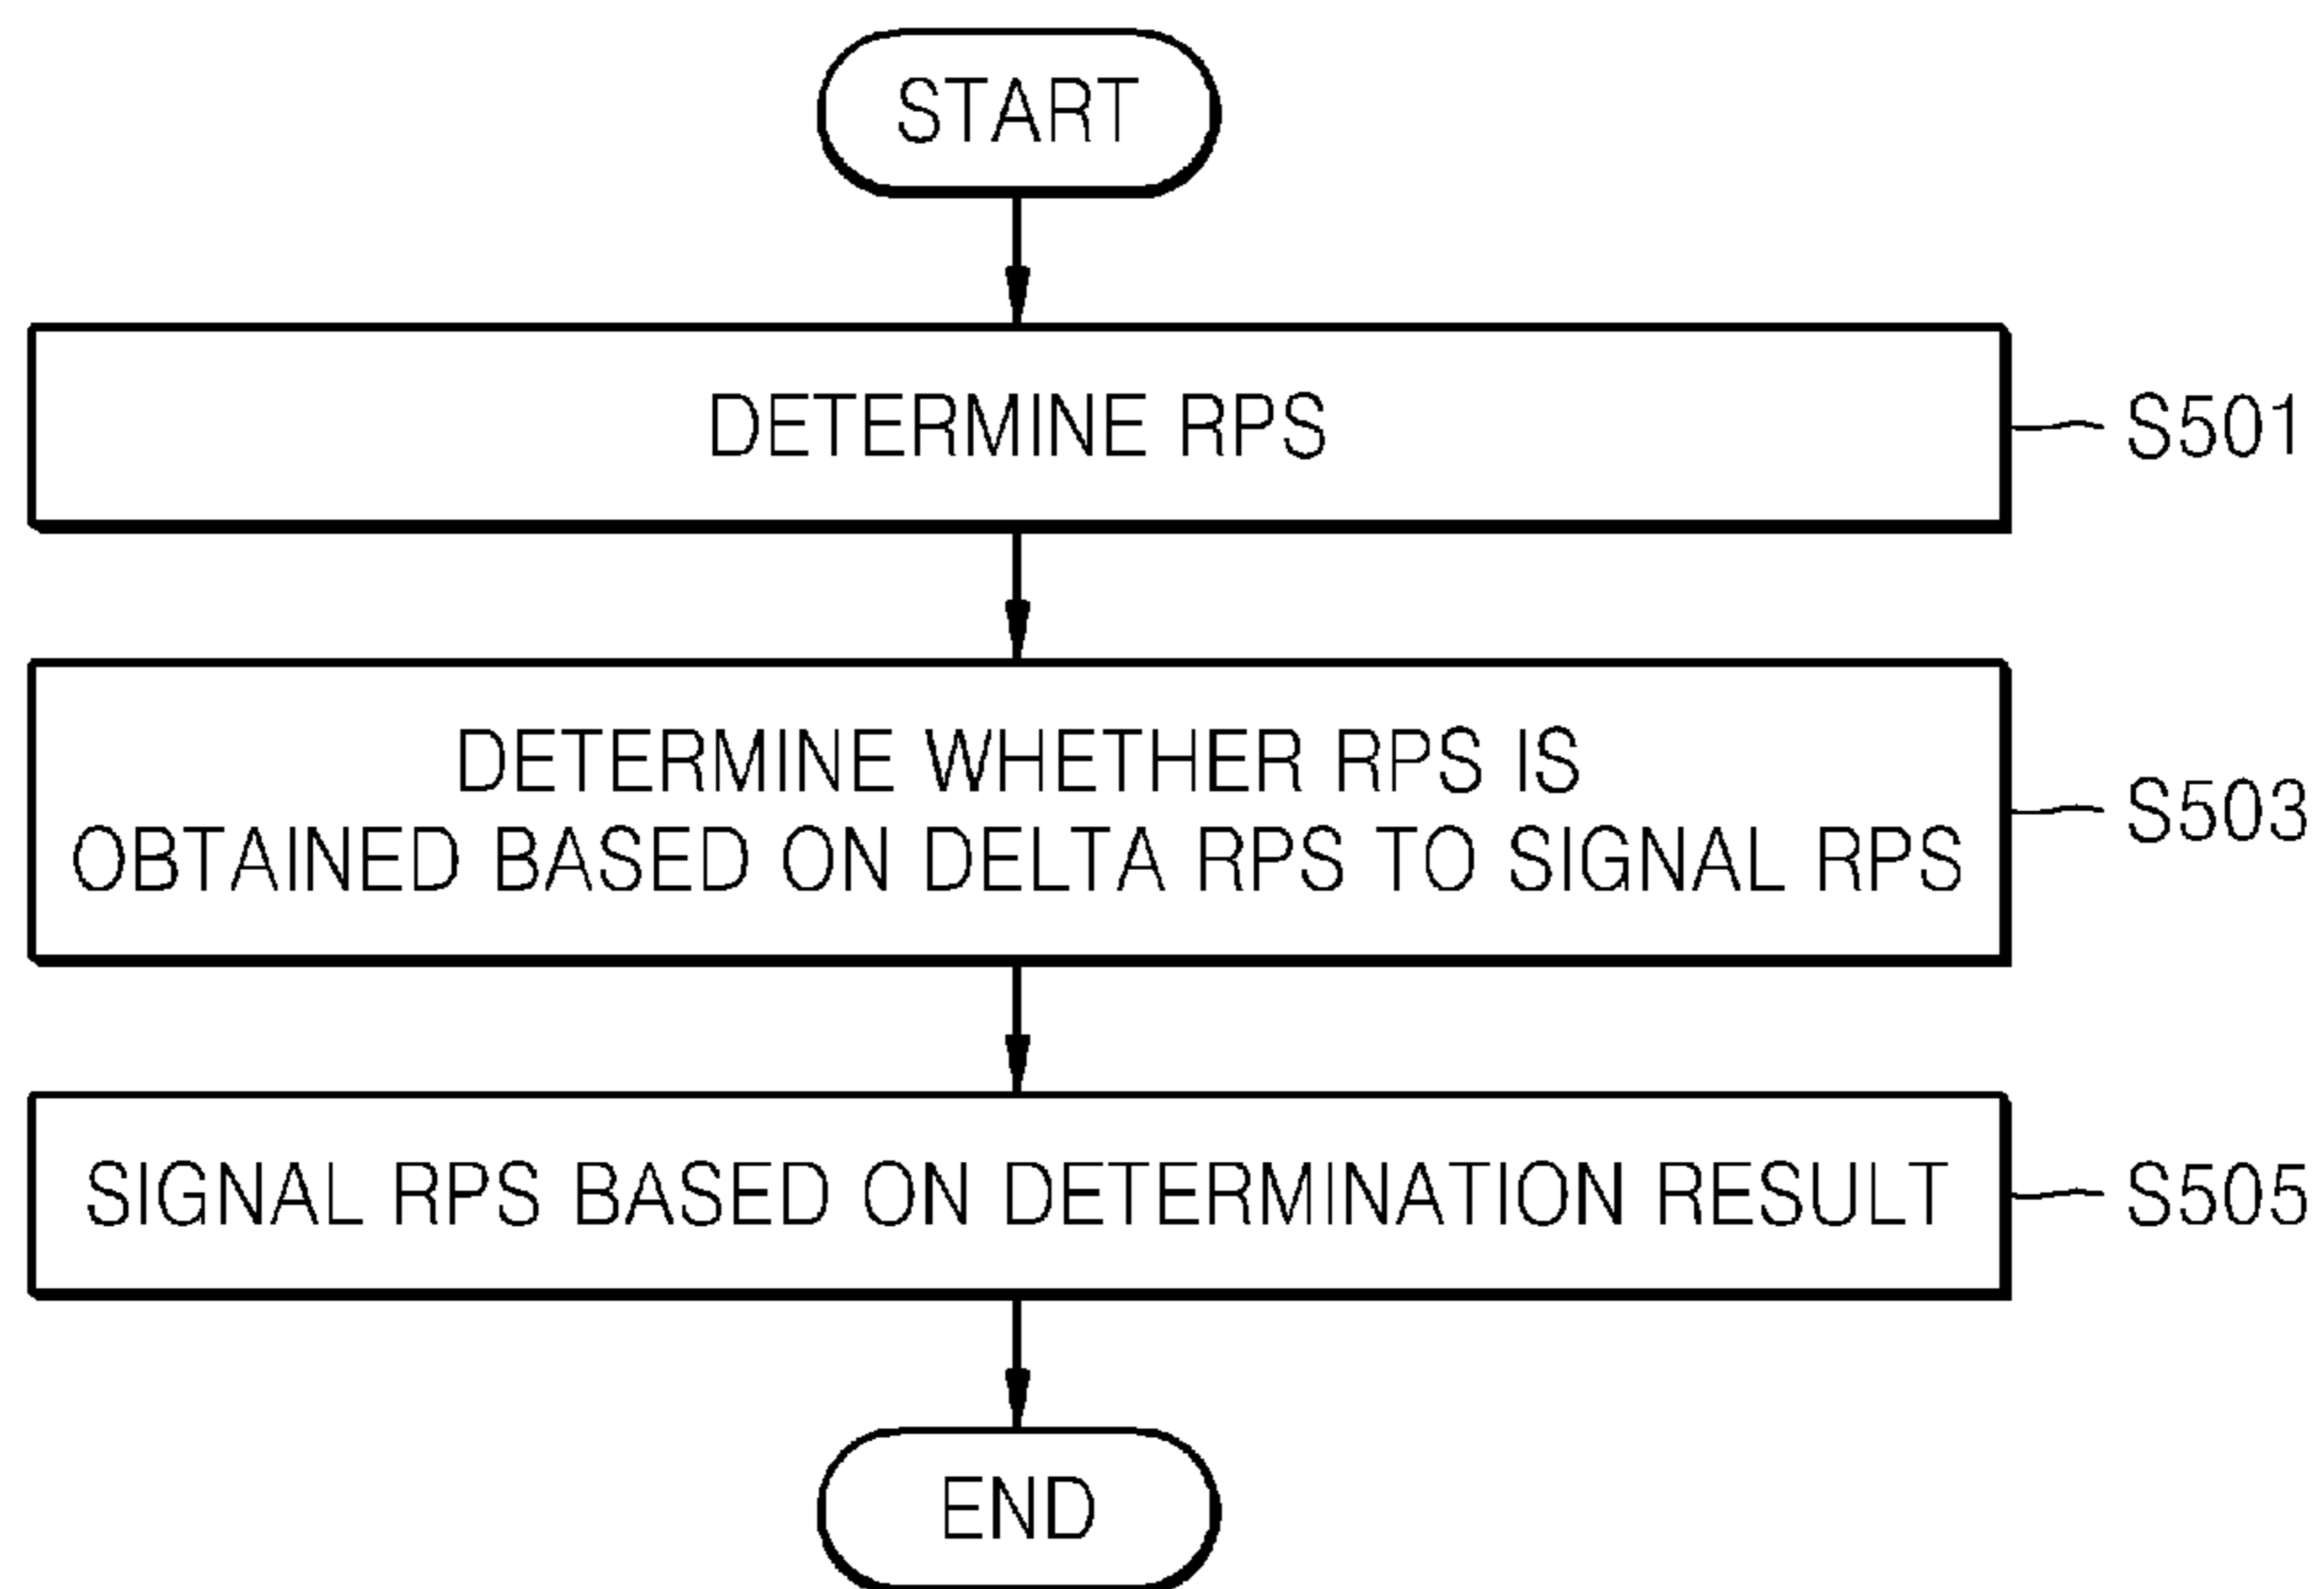 START
DETERMINE RPS
S501
DETERMINE WHETHER RPS IS
OBTAINED BASED ON DELTA RPS TO SIGNAL RPS
S503
SIGNAL RPS BASED ON DETERMINATION RESULT
S505
END